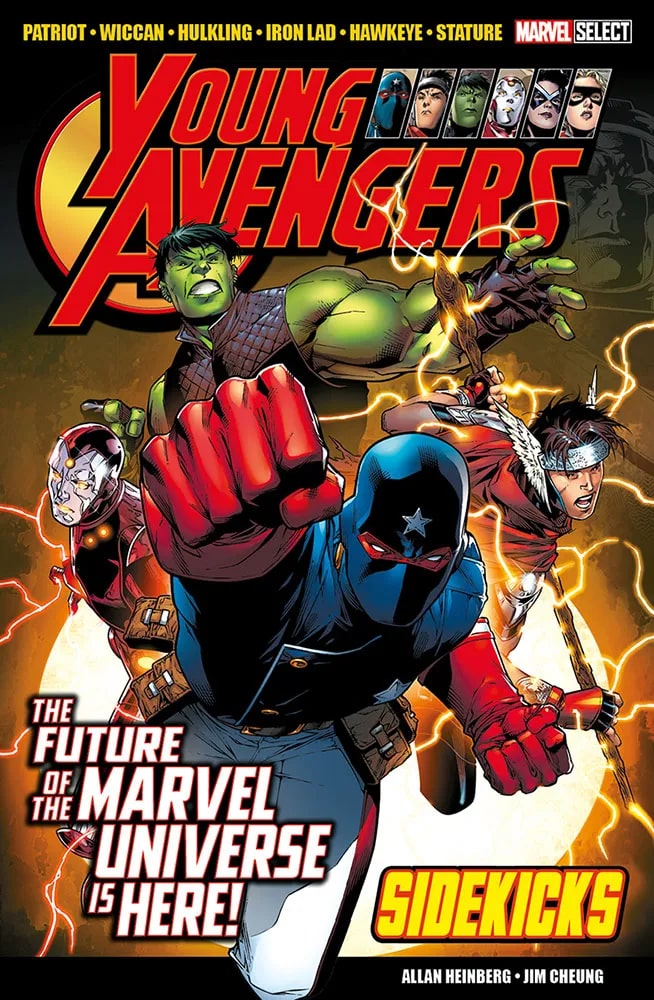 PATRIOT • WICCAN • HULKLING • IRON LAD • HAWKEYE • STATURE
MARVEL SELECT
YOUNG
AVENGERS
THE
FUTURE
OF
THE MARVEL
UNIVERSE
IS HERE!
SIDEKICKS
ALLAN HEINBERG • JIM CHEUNG